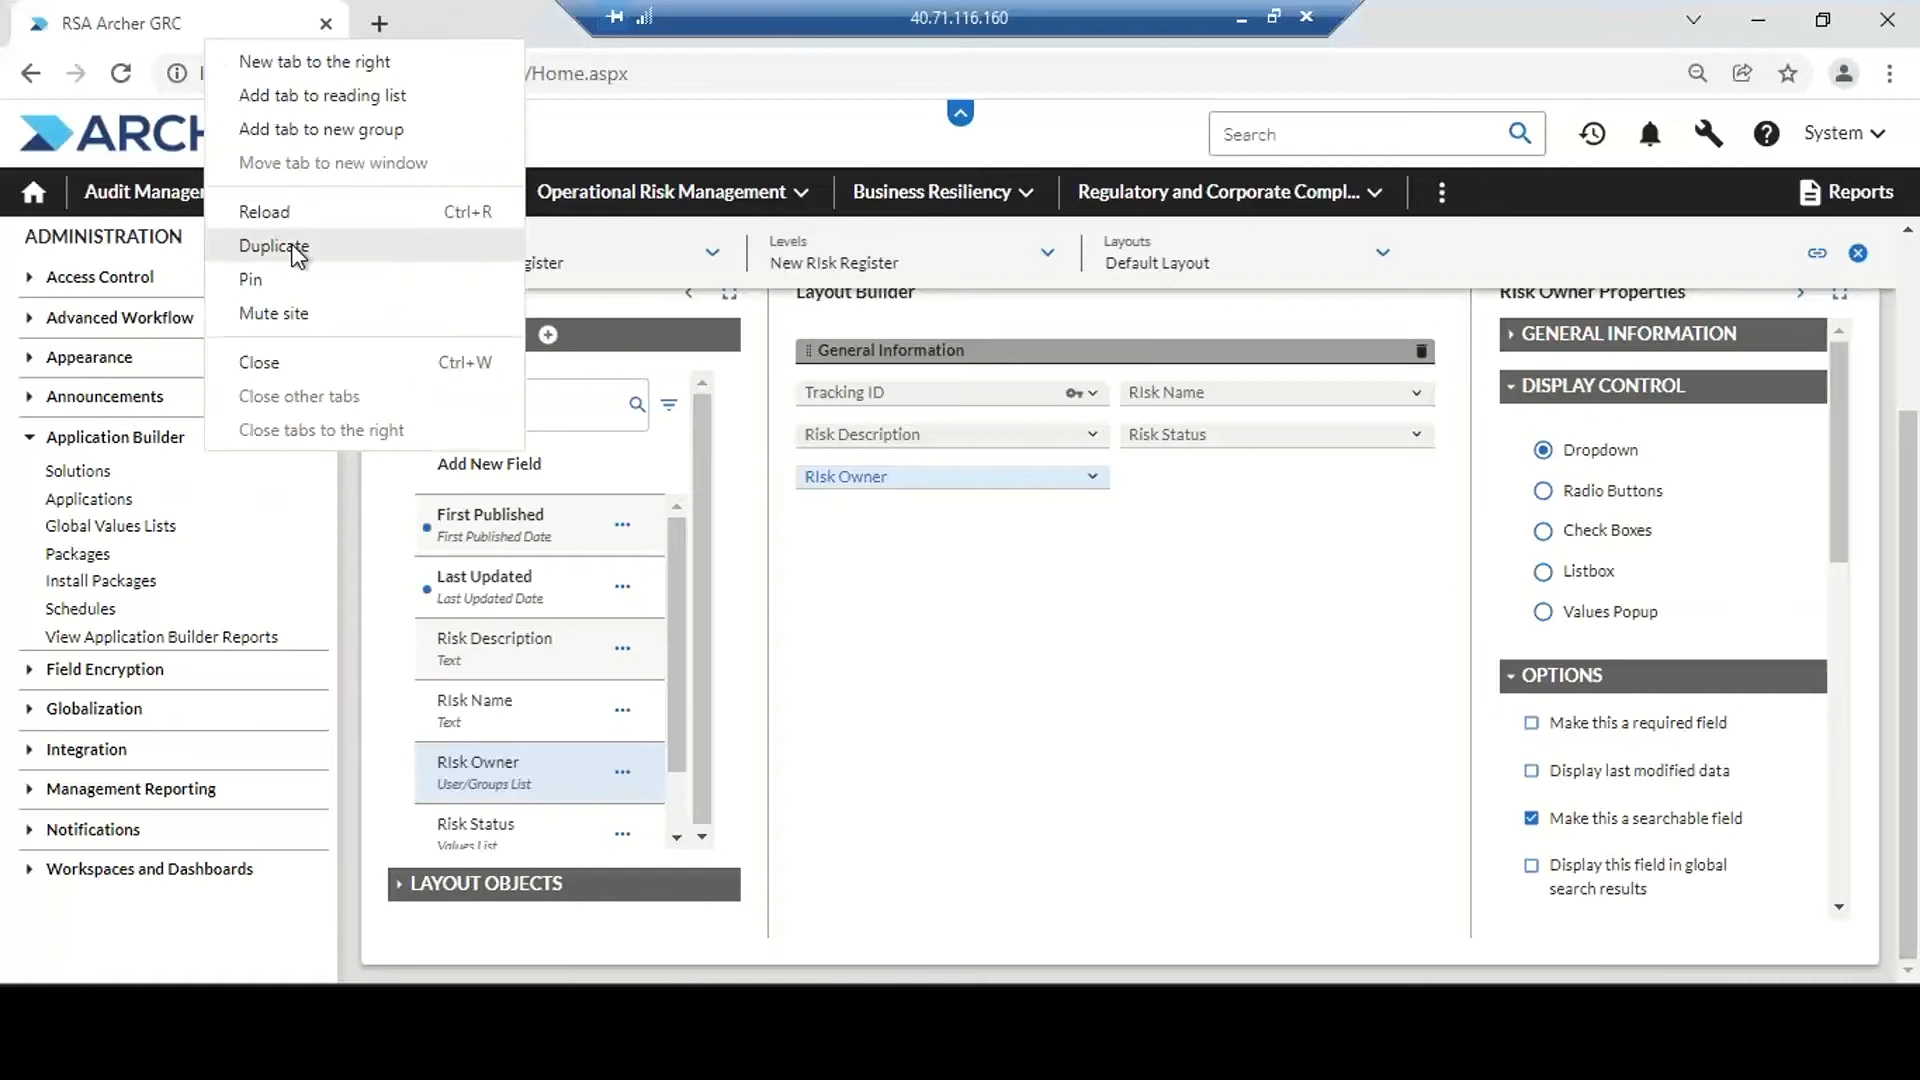 RSA Archer GRC
40.71.116.160
/Home.aspx
New tab to the right
Add tab to reading list
Add tab to new group
Move tab to new window
Reload Ctrl+R
Duplicate
Pin
Mute site
Close Ctrl+W
Close other tabs
Close tabs to the right
ARCH
Search
System
Audit Manager
Operational Risk Management
Business Resiliency
Regulatory and Corporate Compl...
Reports
ADMINISTRATION
Access Control
Advanced Workflow
Appearance
Announcements
Application Builder
Solutions
Applications
Global Values Lists
Packages
Install Packages
Schedules
View Application Builder Reports
Field Encryption
Globalization
Integration
Management Reporting
Notifications
Workspaces and Dashboards
gister
Levels
New RIsk Register
Layouts
Default Layout
Add New Field
First Published
First Published Date
Last Updated
Last Updated Date
Risk Description
Text
RIsk Name
Text
RIsk Owner
User/Groups List
Risk Status
Values List
LAYOUT OBJECTS
Layout Builder
General Information
Tracking ID
RIsk Name
Risk Description
Risk Status
RIsk Owner
RIsk Owner Properties
GENERAL INFORMATION
DISPLAY CONTROL
Dropdown
Radio Buttons
Check Boxes
Listbox
Values Popup
OPTIONS
Make this a required field
Display last modified data
Make this a searchable field
Display this field in global
search results